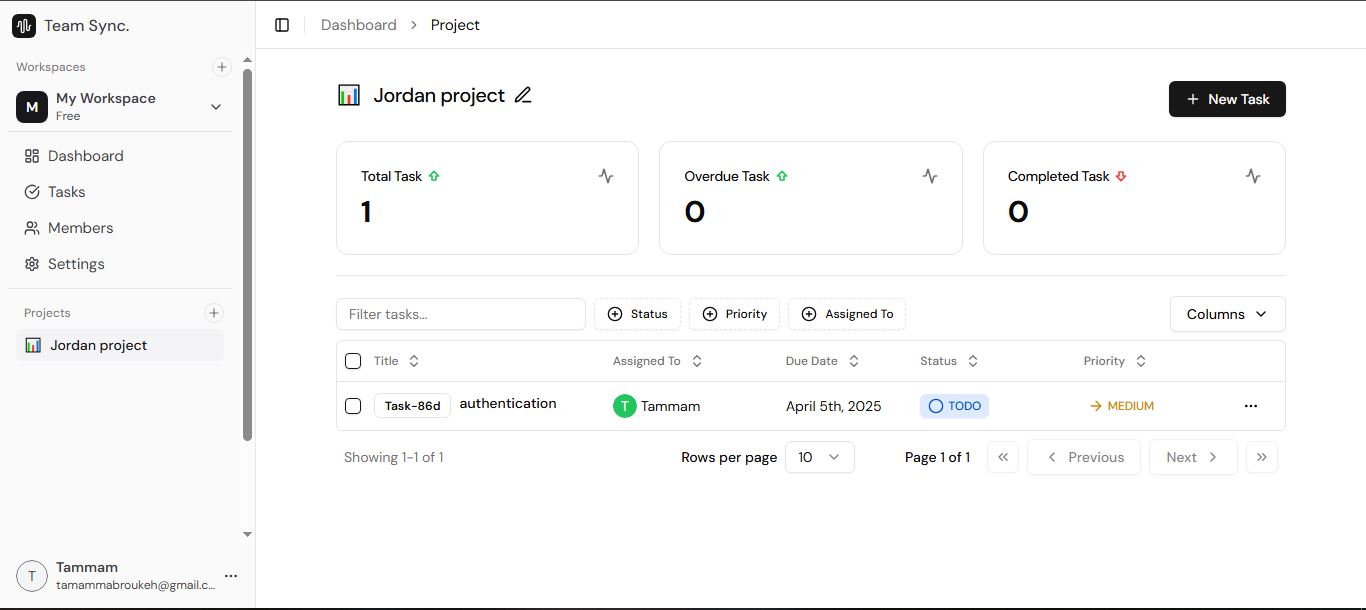 Team Sync.
Dashboard
Project
Workspaces
M
My Workspace
Free
Dashboard
Tasks
Members
Settings
Projects
Jordan project
Tammam
T
tamammabroukeh@gmail.c...
Jordan project
New Task
Total Task
1
Overdue Task
0
Completed Task
0
Filter tasks...
Status
Priority
Assigned To
Columns
Title
Assigned To
Due Date
Status
Priority
Task-86d
authentication
T
Tammam
April 5th, 2025
TODO
MEDIUM
Showing 1-1 of 1
Rows per page
10
Page 1 of 1
Previous
Next